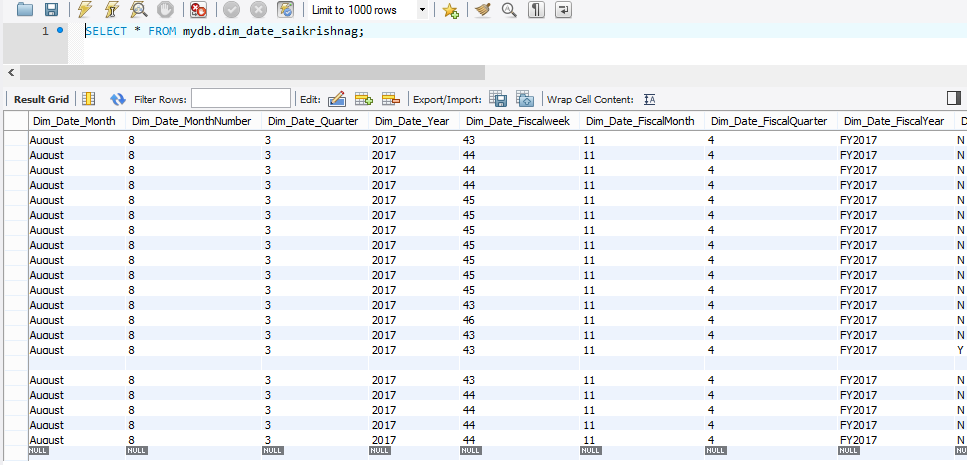 Limit to 1000 rows
1 SELECT * FROM mydb.dim_date_saikrishnag;
Result Grid Filter Rows: Edit: Export/Import: Wrap Cell Content: IA
Dim_Date_Month Dim_Date_MonthNumber Dim_Date_Quarter Dim_Date_Year Dim_Date_Fiscalweek Dim_Date_FiscalMonth Dim_Date_FiscalQuarter Dim_Date_FiscalYear D
August 8 3 2017 43 11 4 FY2017 N
August 8 3 2017 44 11 4 FY2017 N
August 8 3 2017 44 11 4 FY2017 N
August 8 3 2017 44 11 4 FY2017 N
August 8 3 2017 45 11 4 FY2017 N
August 8 3 2017 45 11 4 FY2017 N
August 8 3 2017 45 11 4 FY2017 N
August 8 3 2017 45 11 4 FY2017 N
August 8 3 2017 45 11 4 FY2017 N
August 8 3 2017 45 11 4 FY2017 N
August 8 3 2017 45 11 4 FY2017 N
August 8 3 2017 43 11 4 FY2017 N
August 8 3 2017 46 11 4 FY2017 N
August 8 3 2017 43 11 4 FY2017 N
August 8 3 2017 43 11 4 FY2017 Y
August 8 3 2017 43 11 4 FY2017 N
August 8 3 2017 44 11 4 FY2017 N
August 8 3 2017 44 11 4 FY2017 N
August 8 3 2017 44 11 4 FY2017 N
August 8 3 2017 44 11 4 FY2017 N
NULL NULL NULL NULL NULL NULL NULL NULL